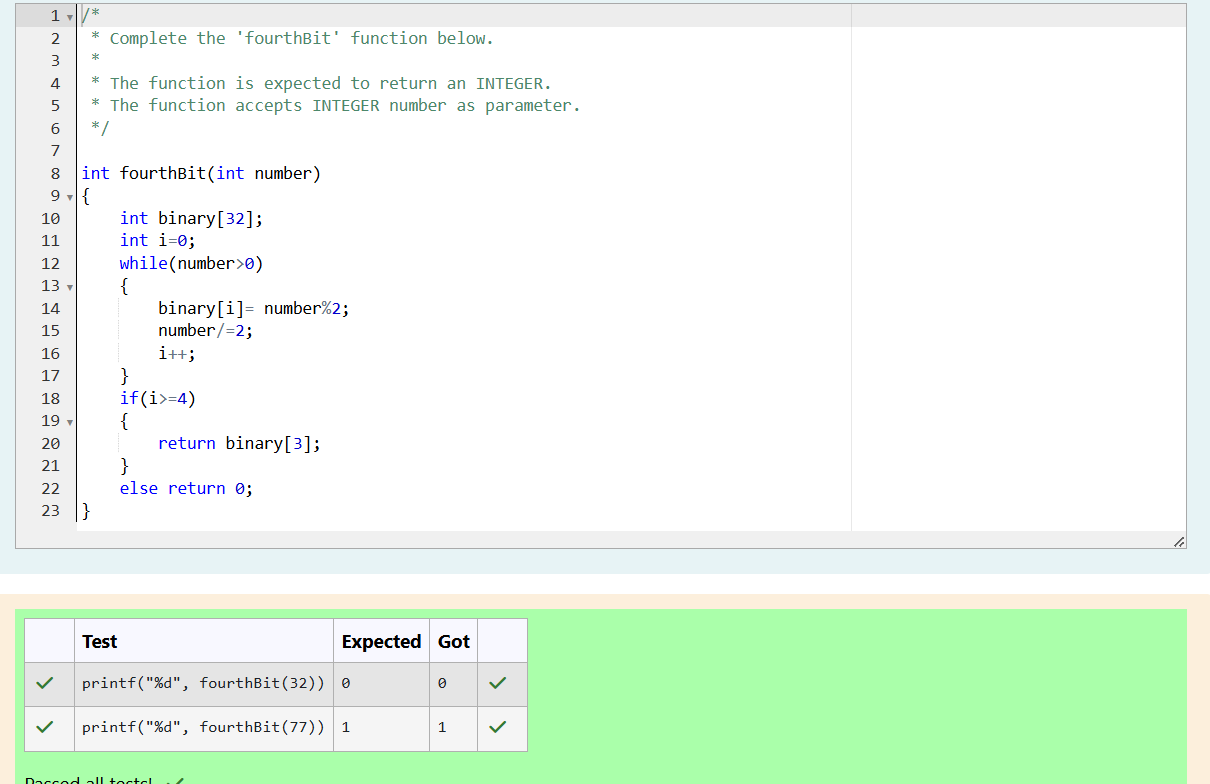 1 /*
2  * Complete the 'fourthBit' function below.
3  *
4  * The function is expected to return an INTEGER.
5  * The function accepts INTEGER number as parameter.
6  */
7
8 int fourthBit(int number)
9 {
10     int binary[32];
11     int i=0;
12     while(number>0)
13     {
14         binary[i]= number%2;
15         number/=2;
16         i++;
17     }
18     if(i>=4)
19     {
20         return binary[3];
21     }
22     else return 0;
23 }
Test Expected Got
printf("%d", fourthBit(32)) 0 0
printf("%d", fourthBit(77)) 1 1
Passed all tests!